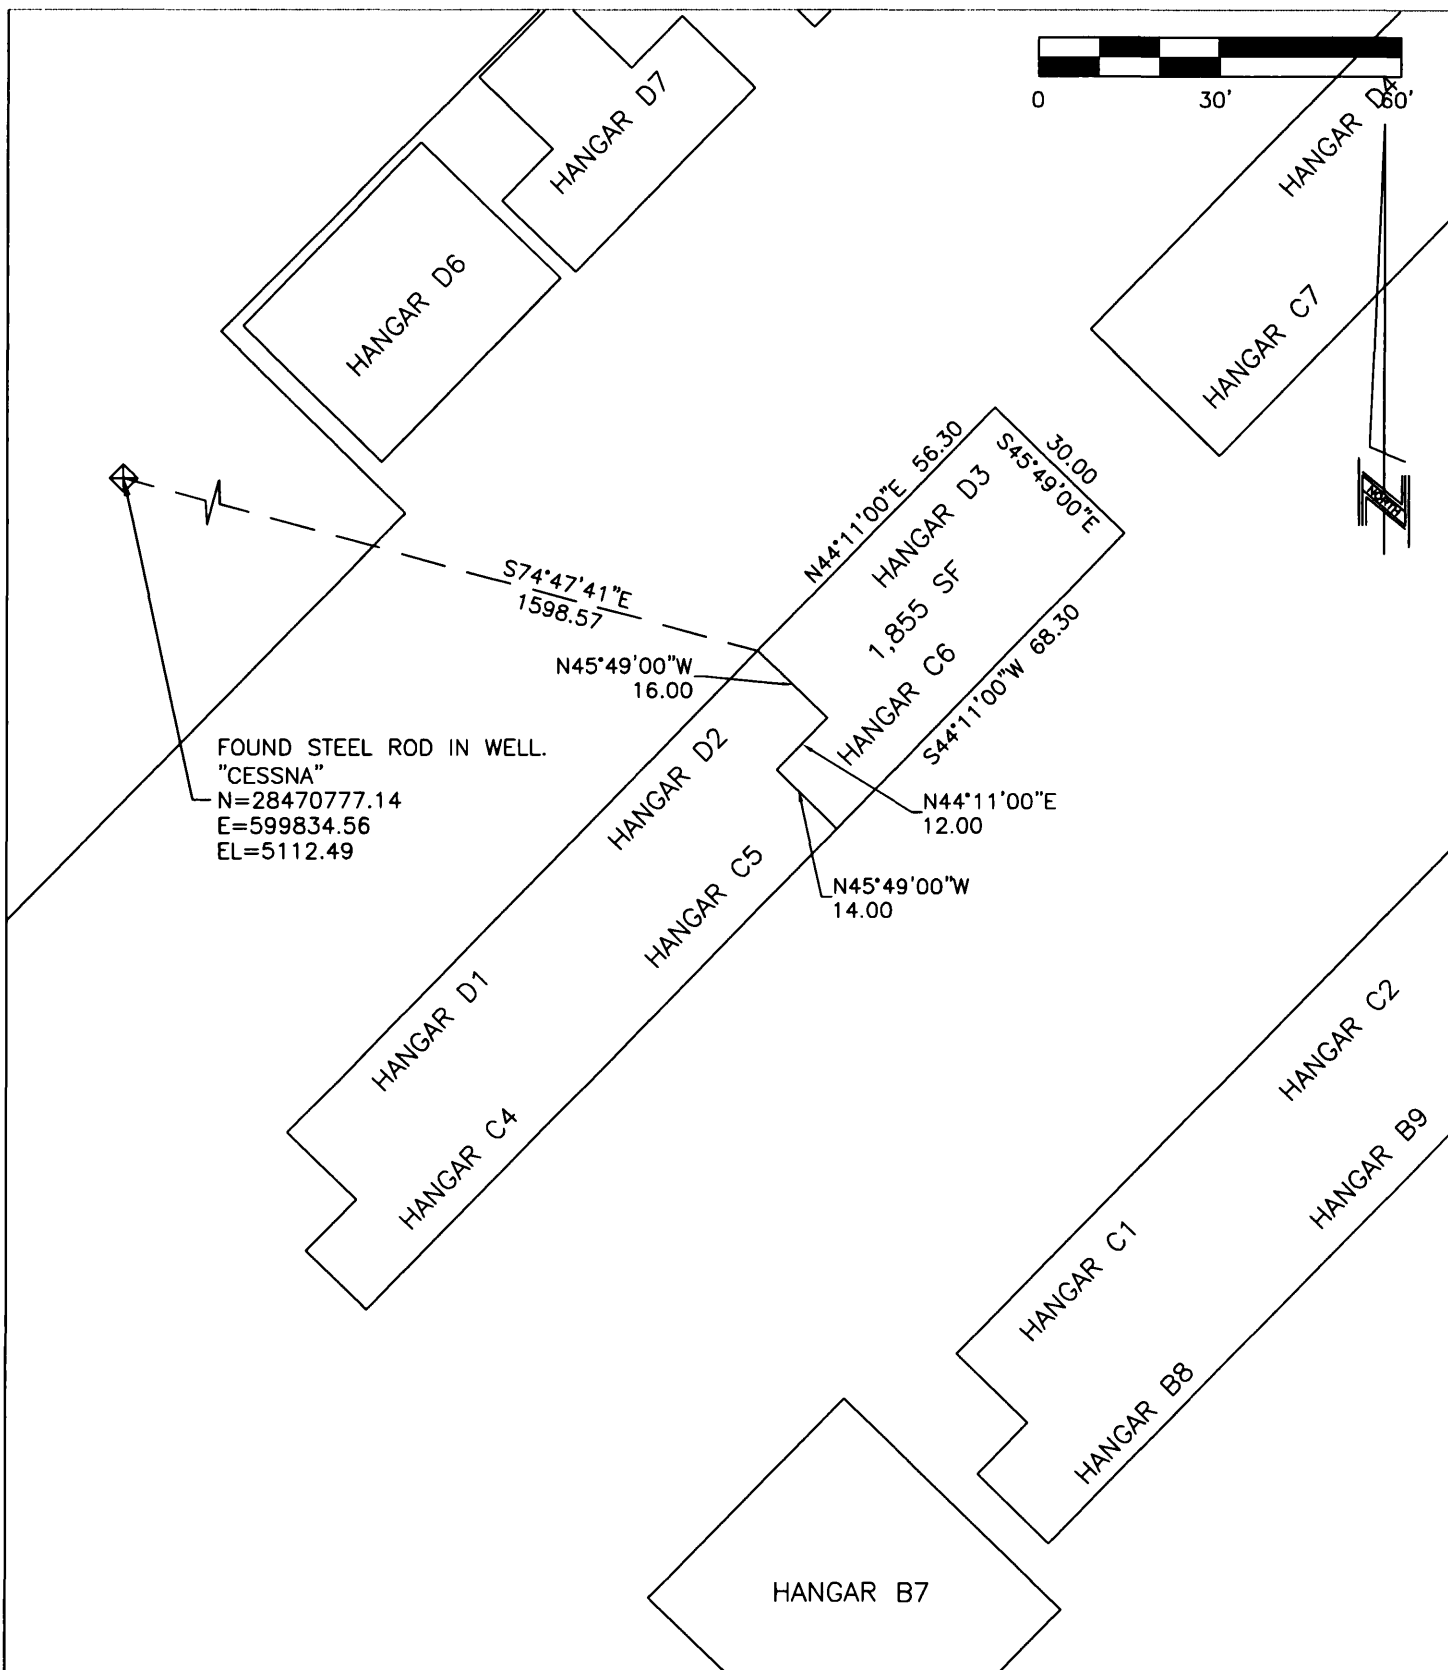 0 30' 60'
HANGAR D7
HANGAR D4
HANGAR D6
HANGAR C7
N44°11'00"E 56.30
30.00
S45°49'00"E
HANGAR D3
1,855 SF
HANGAR C6
S44°11'00"W 68.30
NORTH
S74°47'41"E
1598.57
N45°49'00"W
16.00
FOUND STEEL ROD IN WELL.
"CESSNA"
N=28470777.14
E=599834.56
EL=5112.49
HANGAR D2
N44°11'00"E
12.00
HANGAR C5
N45°49'00"W
14.00
HANGAR D1
HANGAR C4
HANGAR C2
HANGAR B9
HANGAR C1
HANGAR B8
HANGAR B7